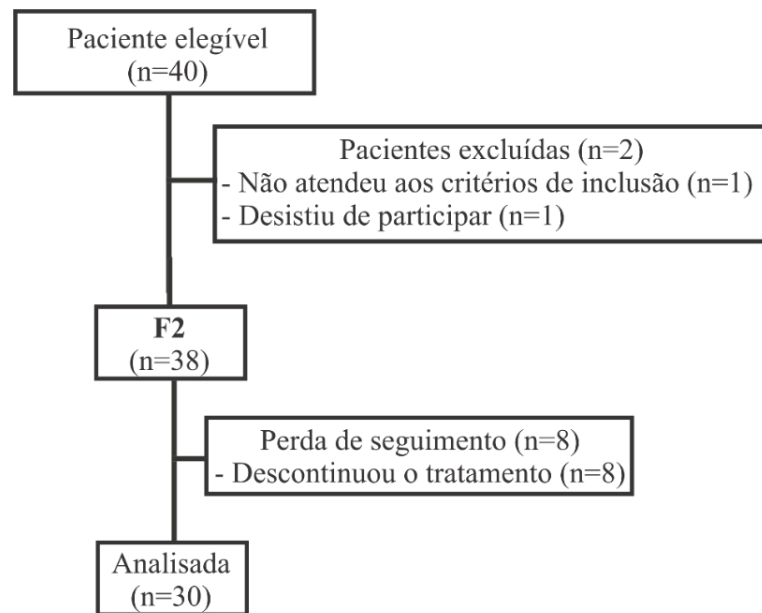 Paciente elegível
(n=40)
Pacientes excluídas (n=2)
- Não atendeu aos critérios de inclusão (n=1)
- Desistiu de participar (n=1)
F2
(n=38)
Perda de seguimento (n=8)
- Descontinuou o tratamento (n=8)
Analisada
(n=30)